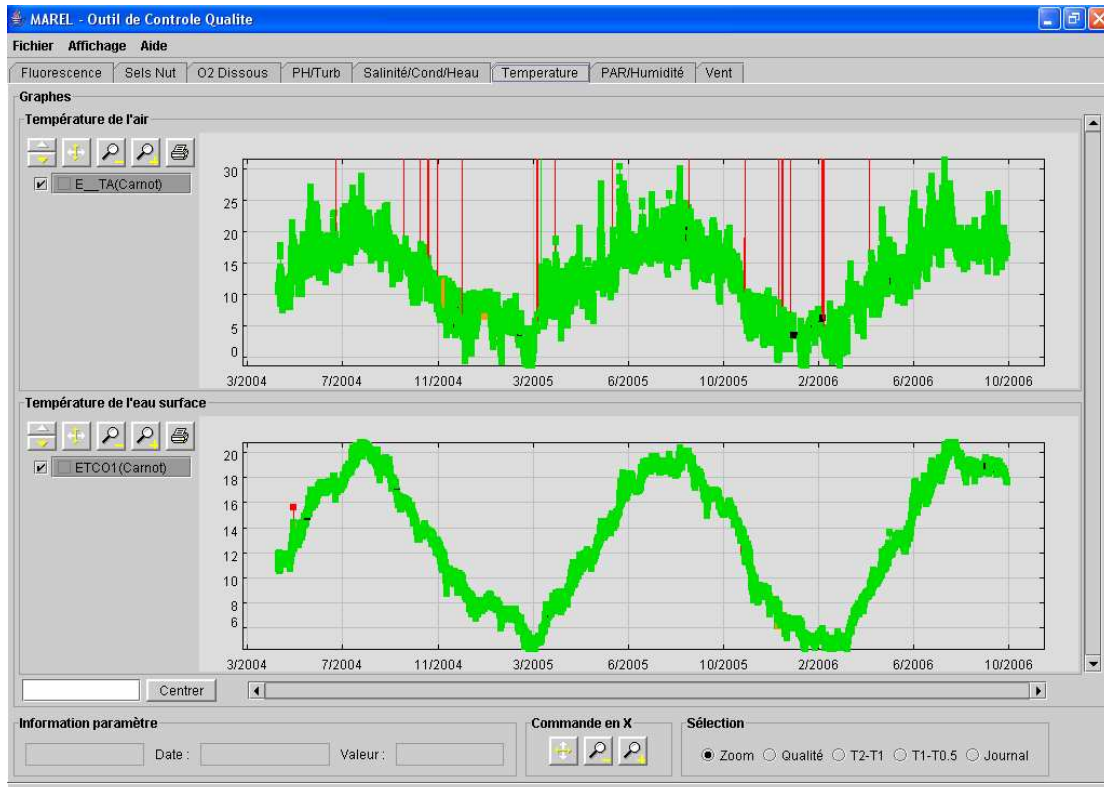 MAREL - Outil de Controle Qualite
Fichier Affichage Aide
Fluorescence Sels Nut O2 Dissous PH/Turb Salinité/Cond/Heau Temperature PAR/Humidité Vent
Graphes
Température de l'air
E__TA(Carnot)
30
25
20
15
10
5
0
3/2004 7/2004 11/2004 3/2005 6/2005 10/2005 2/2006 6/2006 10/2006
Température de l'eau surface
ETCO1(Carnot)
20
18
16
14
12
10
8
6
3/2004 7/2004 11/2004 3/2005 6/2005 10/2005 2/2006 6/2006 10/2006
Centrer
Information paramètre Commande en X Sélection
Date : Valeur : Zoom Qualité T2-T1 T1-T0.5 Journal